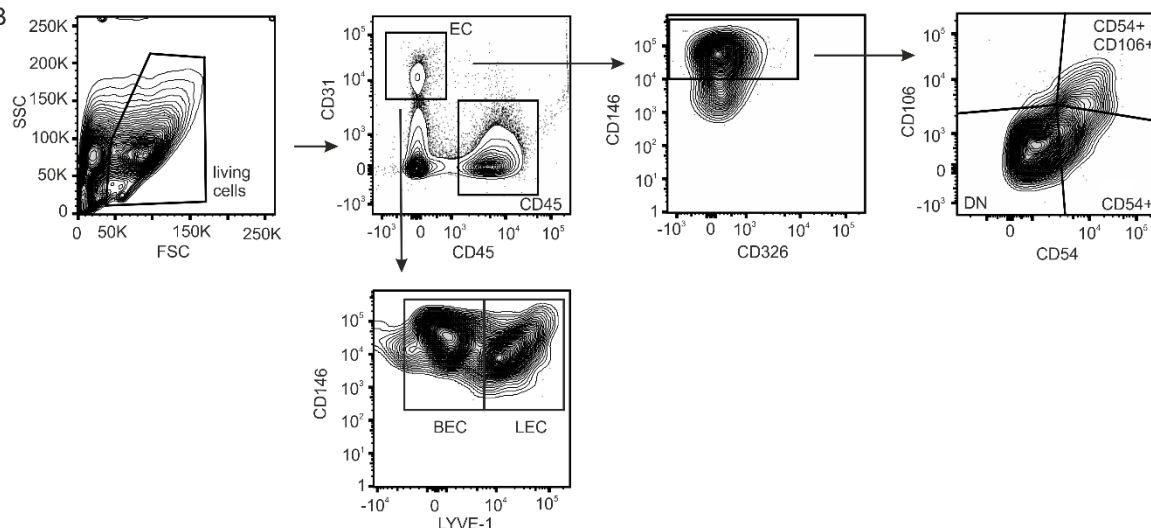 B
250K
200K
150K
100K
50K
0
SSC
0 50K 150K 250K
FSC
living
cells
EC
10⁵
10⁴
10³
0
-10³
CD31
CD45
-10³ 0 10³ 10⁴ 10⁵
CD45
10⁵
10⁴
10³
10²
10¹
1
CD146
-10³ 0 10³ 10⁴ 10⁵
CD326
CD54+
CD106+
10⁵
10⁴
10³
0
-10³
CD106
DN
CD54+
0 10⁴ 10⁵
CD54
10⁵
10⁴
10³
10²
10¹
1
CD146
BEC LEC
-10⁴ 0 10⁴ 10⁵
LYVE-1